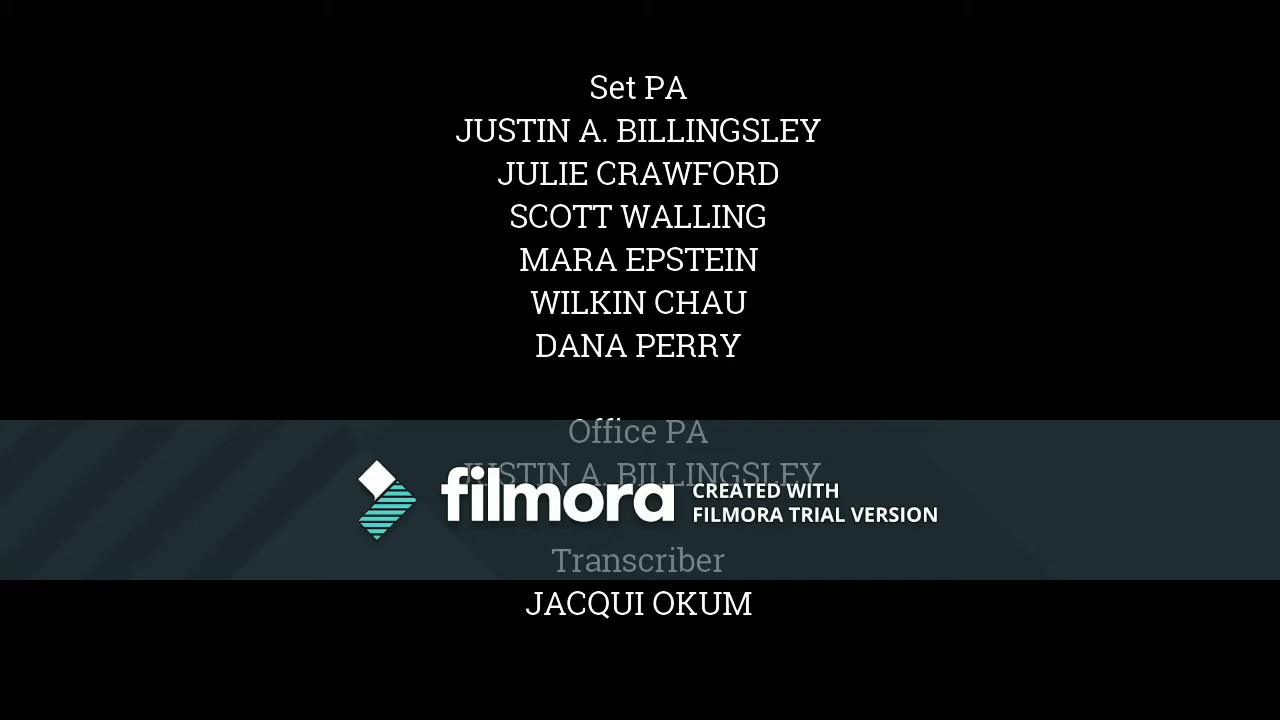 Set PA
JUSTIN A. BILLINGSLEY
JULIE CRAWFORD
SCOTT WALLING
MARA EPSTEIN
WILKIN CHAU
DANA PERRY
Office PA
JUSTIN A. BILLINGSLEY
filmora
CREATED WITH
FILMORA TRIAL VERSION
Transcriber
JACQUI OKUM